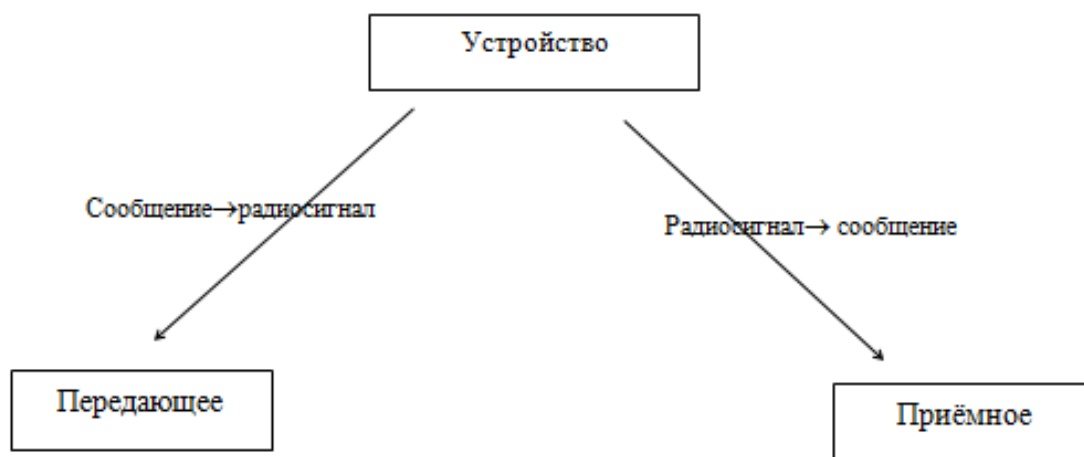 Устройство
Сообщение→радиосигнал
Радиосигнал→ сообщение
Передающее
Приёмное